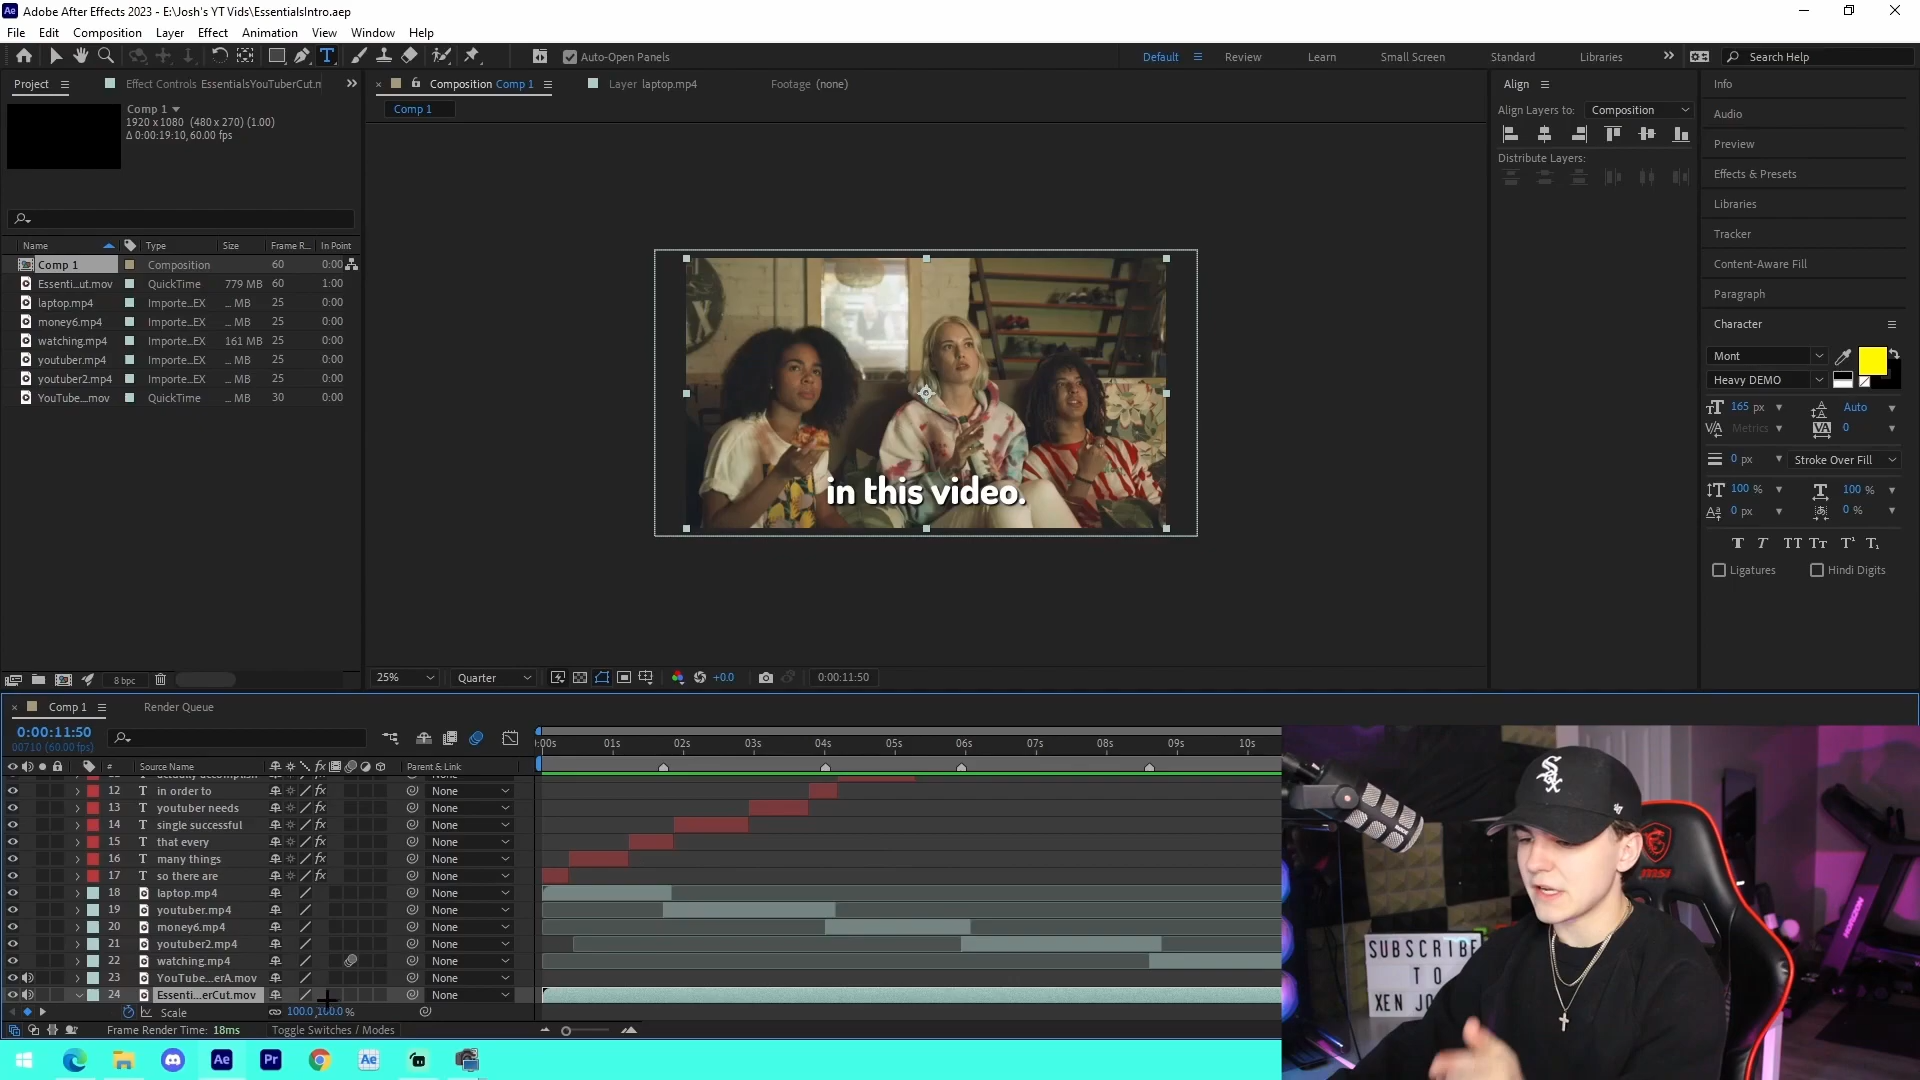 Adobe After Effects 2023 - E:\Josh's YT Vids\EssentialsIntro.aep
File Edit Composition Layer Effect Animation View Window Help
Auto-Open Panels
Default Review Learn Small Screen Standard Libraries Search Help
Project Effect Controls EssentialsYouTuberCut.m
Composition Comp 1 Layer laptop.mp4 Footage (none)
Comp 1
Comp 1
1920 x 1080 (480 x 270) (1.00)
Δ 0:00:19:10, 60.00 fps
Name Type Size Frame R... In Point
Comp 1 Composition 60 0:00
Essenti...ut.mov QuickTime 779 MB 60 1:00
laptop.mp4 Importe...EX ... MB 25 0:00
money6.mp4 Importe...EX ... MB 25 0:00
watching.mp4 Importe...EX 161 MB 25 0:00
youtuber.mp4 Importe...EX ... MB 25 0:00
youtuber2.mp4 Importe...EX ... MB 25 0:00
YouTube....mov QuickTime ... MB 30 0:00
8 bpc
in this video.
25% Quarter +0.0 0:00:11:50
Align
Align Layers to: Composition
Distribute Layers:
Info
Audio
Preview
Effects & Presets
Libraries
Tracker
Content-Aware Fill
Paragraph
Character
Mont
Heavy DEMO
165 px Auto
Metrics 0
0 px Stroke Over Fill
100 % 100 %
0 px 0 %
T T TT Tt T¹ T₁
Ligatures Hindi Digits
Comp 1 Render Queue
0:00:11:50
00710 (60.00 fps)
:00s 01s 02s 03s 04s 05s 06s 07s 08s 09s 10s
# Source Name Parent & Link
actually accomplish
12 T in order to None
13 T youtuber needs None
14 T single successful None
15 T that every None
16 T many things None
17 T so there are None
18 laptop.mp4 None
19 youtuber.mp4 None
20 money6.mp4 None
21 youtuber2.mp4 None
22 watching.mp4 None
23 YouTube...erA.mov None
24 Essenti...erCut.mov None
Scale 100.0,100.0%
Frame Render Time: 18ms Toggle Switches / Modes
Ae Pr Ae
SOX
msi
HORIZON
SUBSCRIBE
TO
XEN JO